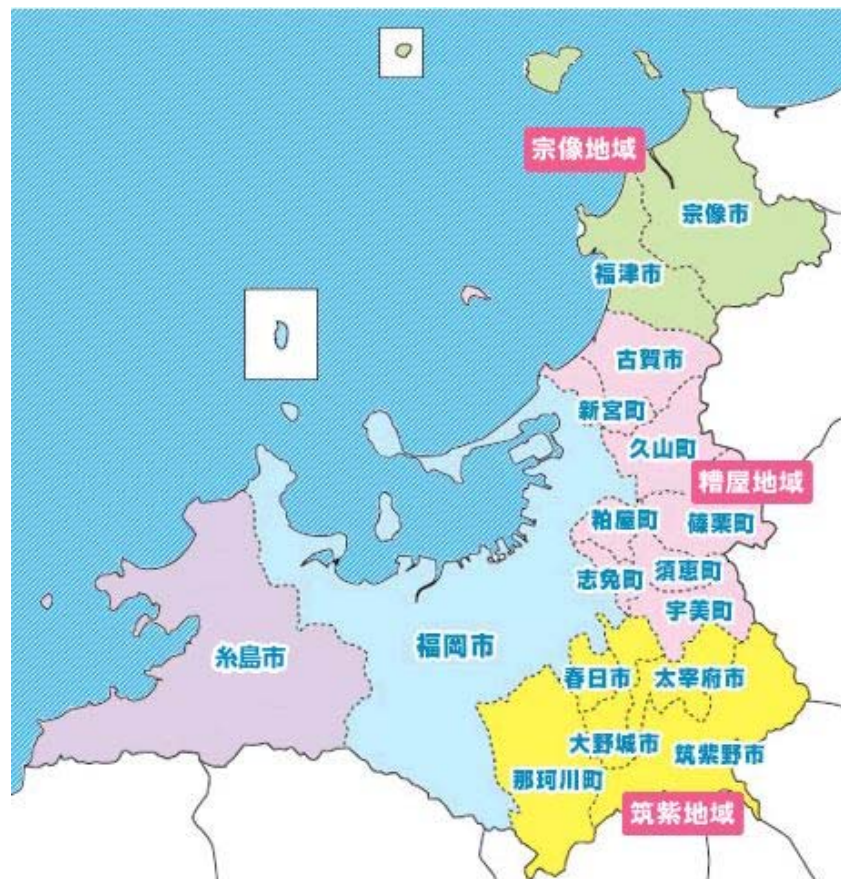 宗像地域
宗像市
福津市
古賀市
新宮町
久山町
糟屋地域
粕屋町
篠栗町
志免町
須恵町
宇美町
糸島市
福岡市
春日市
太宰府市
大野城市
筑紫野市
那珂川町
筑紫地域